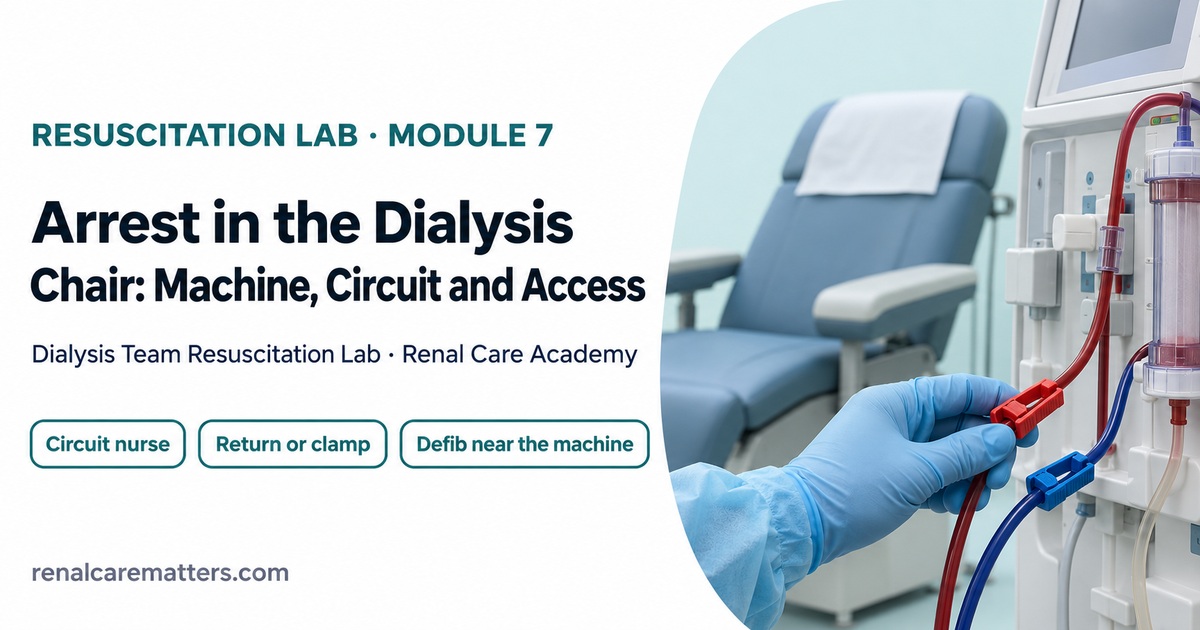 RESUSCITATION LAB · MODULE 7
Arrest in the Dialysis
Chair: Machine, Circuit and Access
Dialysis Team Resuscitation Lab · Renal Care Academy
Circuit nurse
Return or clamp
Defib near the machine
renalcarematters.com